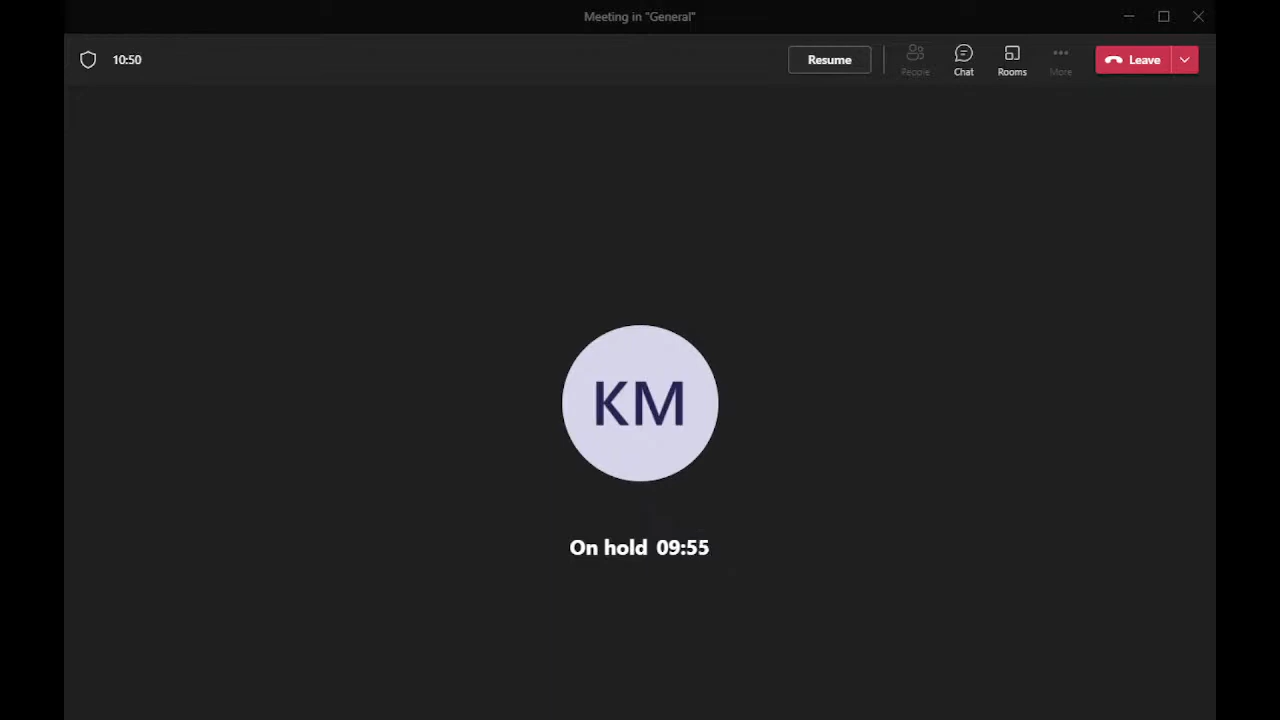 Meeting in "General"
10:50
Resume
People
Chat
Rooms
More
Leave
KM
On hold 09:55